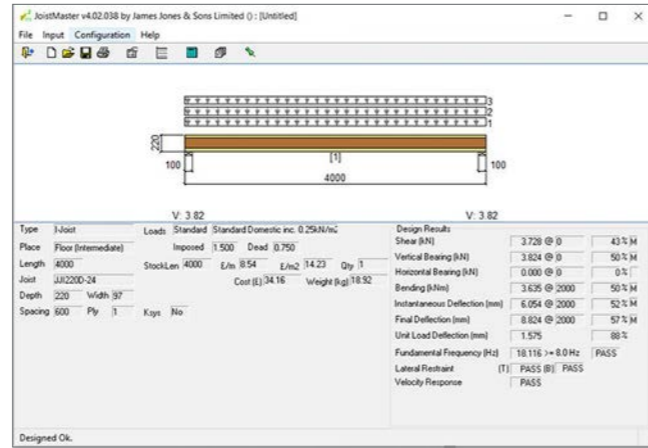 JoistMaster v4.02.038 by James Jones & Sons Limited () : [Untitled]
File Input Configuration Help
3
2
1
220
[1]
100 100
4000
V: 3.82 V: 3.82
Type I-Joist Loads Standard Standard Domestic inc. 0.25kN/m2
Place Floor (Intermediate) Imposed 1.500 Dead 0.750
Length 4000 StockLen 4000 £/m 8.54 £/m2 14.23 Qty 1
Joist JJI220D-24 Cost (£) 34.16 Weight (kg) 18.92
Depth 220 Width 97
Spacing 600 Ply 1 Ksys No
Design Results
Shear (kN) 3.728 @ 0 43 % M
Vertical Bearing (kN) 3.824 @ 0 50 % M
Horizontal Bearing (kN) 0.000 @ 0 0 %
Bending (kNm) 3.635 @ 2000 50 % M
Instantaneous Deflection (mm) 6.054 @ 2000 52 % M
Final Deflection (mm) 8.824 @ 2000 57 % M
Unit Load Deflection (mm) 1.575 88 %
Fundamental Frequency (Hz) 18.116 >= 8.0 Hz PASS
Lateral Restraint (T) PASS (B) PASS
Velocity Response PASS
Designed Ok.